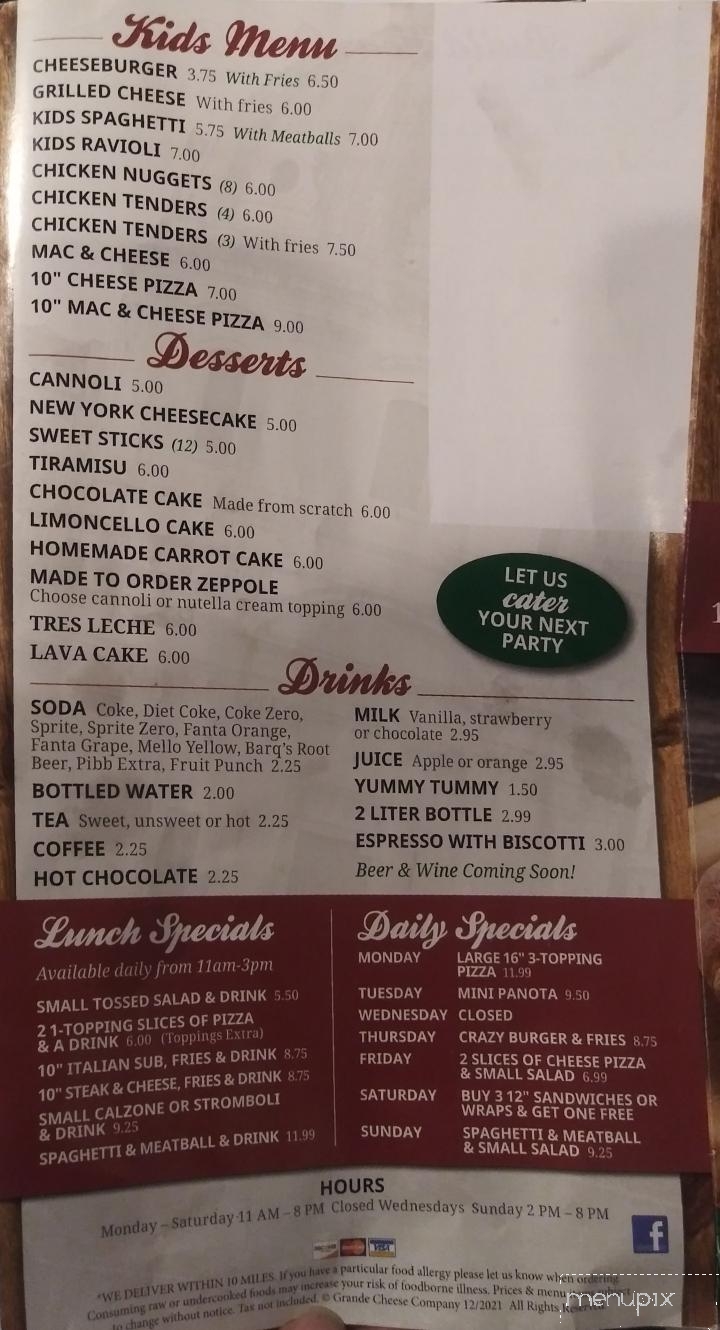 Kids Menu
CHEESEBURGER 3.75 With Fries 6.50
GRILLED CHEESE With fries 6.00
KIDS SPAGHETTI 5.75 With Meatballs 7.00
KIDS RAVIOLI 7.00
CHICKEN NUGGETS (8) 6.00
CHICKEN TENDERS (4) 6.00
CHICKEN TENDERS (3) With fries 7.50
MAC & CHEESE 6.00
10" CHEESE PIZZA 7.00
10" MAC & CHEESE PIZZA 9.00
Desserts
CANNOLI 5.00
NEW YORK CHEESECAKE 5.00
SWEET STICKS (12) 5.00
TIRAMISU 6.00
CHOCOLATE CAKE Made from scratch 6.00
LIMONCELLO CAKE 6.00
HOMEMADE CARROT CAKE 6.00
MADE TO ORDER ZEPPOLE
Choose cannoli or nutella cream topping 6.00
TRES LECHE 6.00
LAVA CAKE 6.00
LET US
cater
YOUR NEXT
PARTY
Drinks
SODA Coke, Diet Coke, Coke Zero,
Sprite, Sprite Zero, Fanta Orange,
Fanta Grape, Mello Yellow, Barq's Root
Beer, Pibb Extra, Fruit Punch 2.25
BOTTLED WATER 2.00
TEA Sweet, unsweet or hot 2.25
COFFEE 2.25
HOT CHOCOLATE 2.25
MILK Vanilla, strawberry
or chocolate 2.95
JUICE Apple or orange 2.95
YUMMY TUMMY 1.50
2 LITER BOTTLE 2.99
ESPRESSO WITH BISCOTTI 3.00
Beer & Wine Coming Soon!
Lunch Specials
Available daily from 11am-3pm
SMALL TOSSED SALAD & DRINK 5.50
2 1-TOPPING SLICES OF PIZZA
& A DRINK 6.00 (Toppings Extra)
10" ITALIAN SUB, FRIES & DRINK 8.75
10" STEAK & CHEESE, FRIES & DRINK 8.75
SMALL CALZONE OR STROMBOLI
& DRINK 9.25
SPAGHETTI & MEATBALL & DRINK 11.99
Daily Specials
MONDAY LARGE 16" 3-TOPPING
PIZZA 11.99
TUESDAY MINI PANOTA 9.50
WEDNESDAY CLOSED
THURSDAY CRAZY BURGER & FRIES 8.75
FRIDAY 2 SLICES OF CHEESE PIZZA
& SMALL SALAD 6.99
SATURDAY BUY 3 12" SANDWICHES OR
WRAPS & GET ONE FREE
SUNDAY SPAGHETTI & MEATBALL
& SMALL SALAD 9.25
HOURS
Monday – Saturday 11 AM – 8 PM Closed Wednesdays Sunday 2 PM – 8 PM
f
VISA
*WE DELIVER WITHIN 10 MILES. If you have a particular food allergy please let us know when ordering.
Consuming raw or undercooked foods may increase your risk of foodborne illness. Prices & menu
to change without notice. Tax not included. © Grande Cheese Company 12/2021 All Rights
menupix